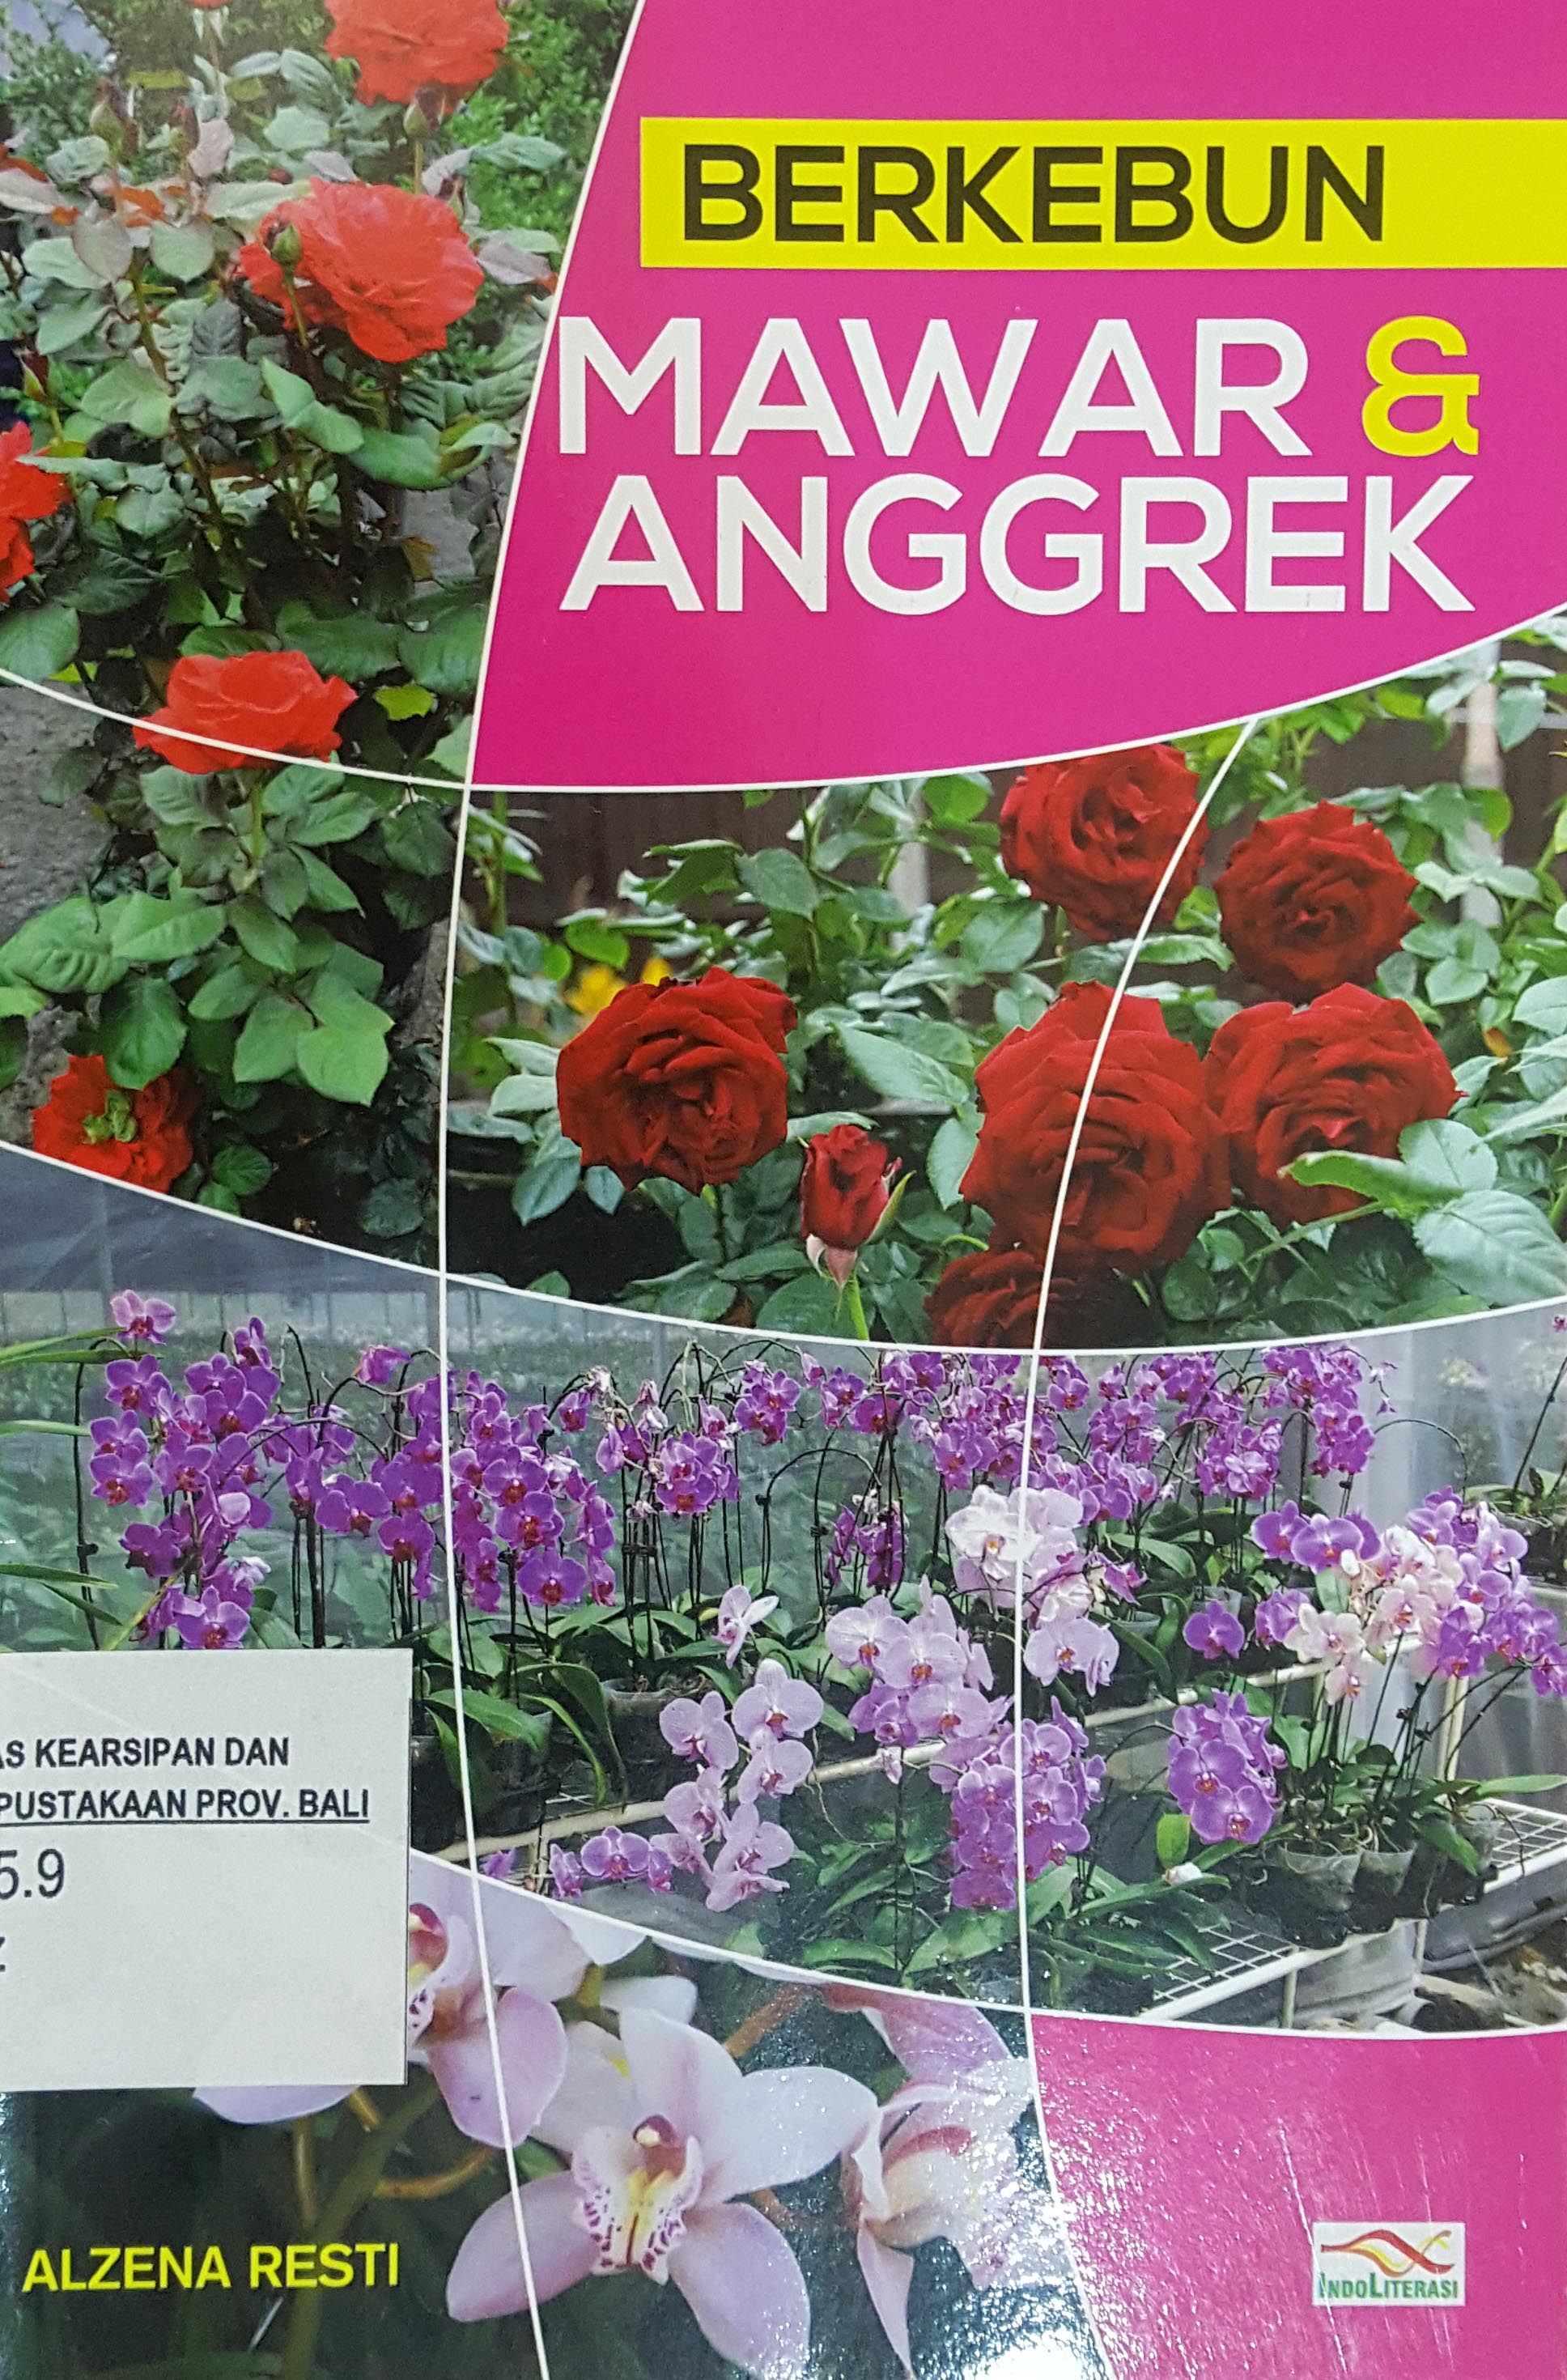 BERKEBUN
MAWAR &
ANGGREK
AS KEARSIPAN DAN
PUSTAKAAN PROV. BALI
5.9
ALZENA RESTI
INDOLITERASI